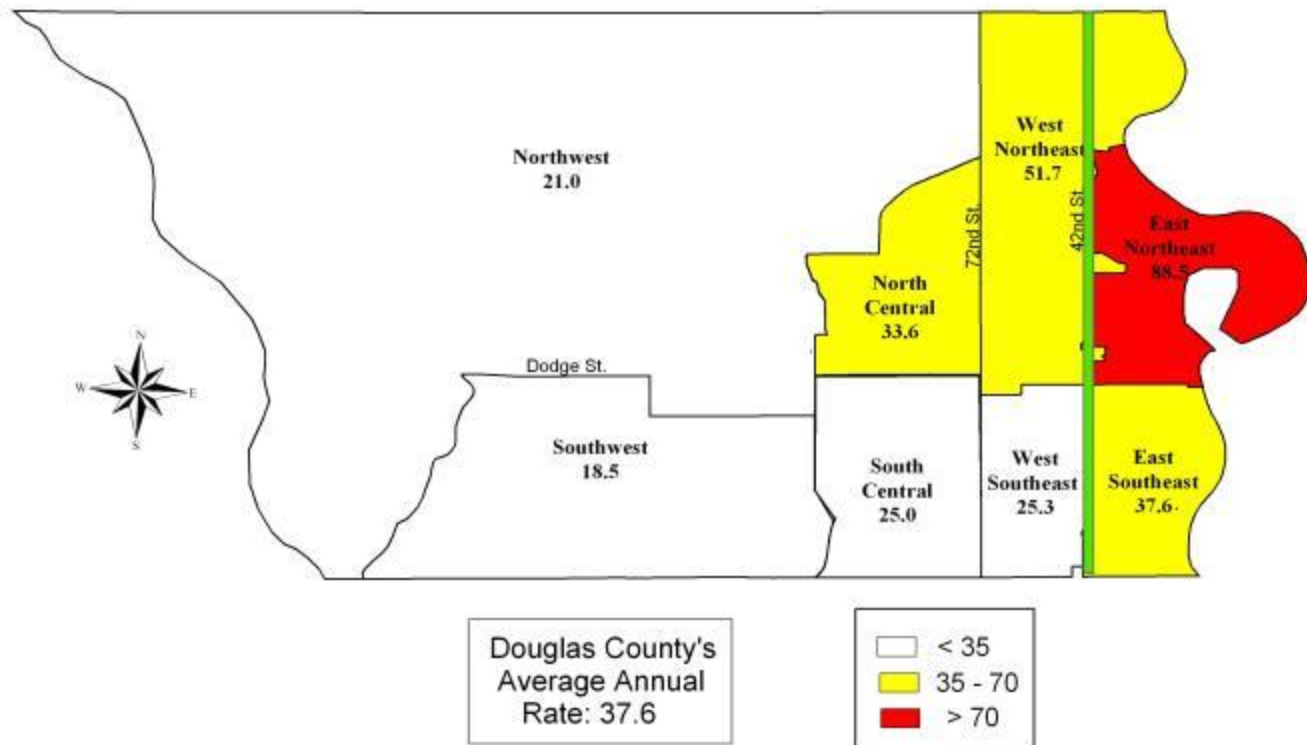 Northwest
21.0
West
Northeast
51.7
72nd St.
42nd St.
East
Northeast
88.5
North
Central
33.6
N
W
E
S
Dodge St.
Southwest
18.5
South
Central
25.0
West
Southeast
25.3
East
Southeast
37.6
Douglas County's
Average Annual
Rate: 37.6
< 35
35 - 70
> 70